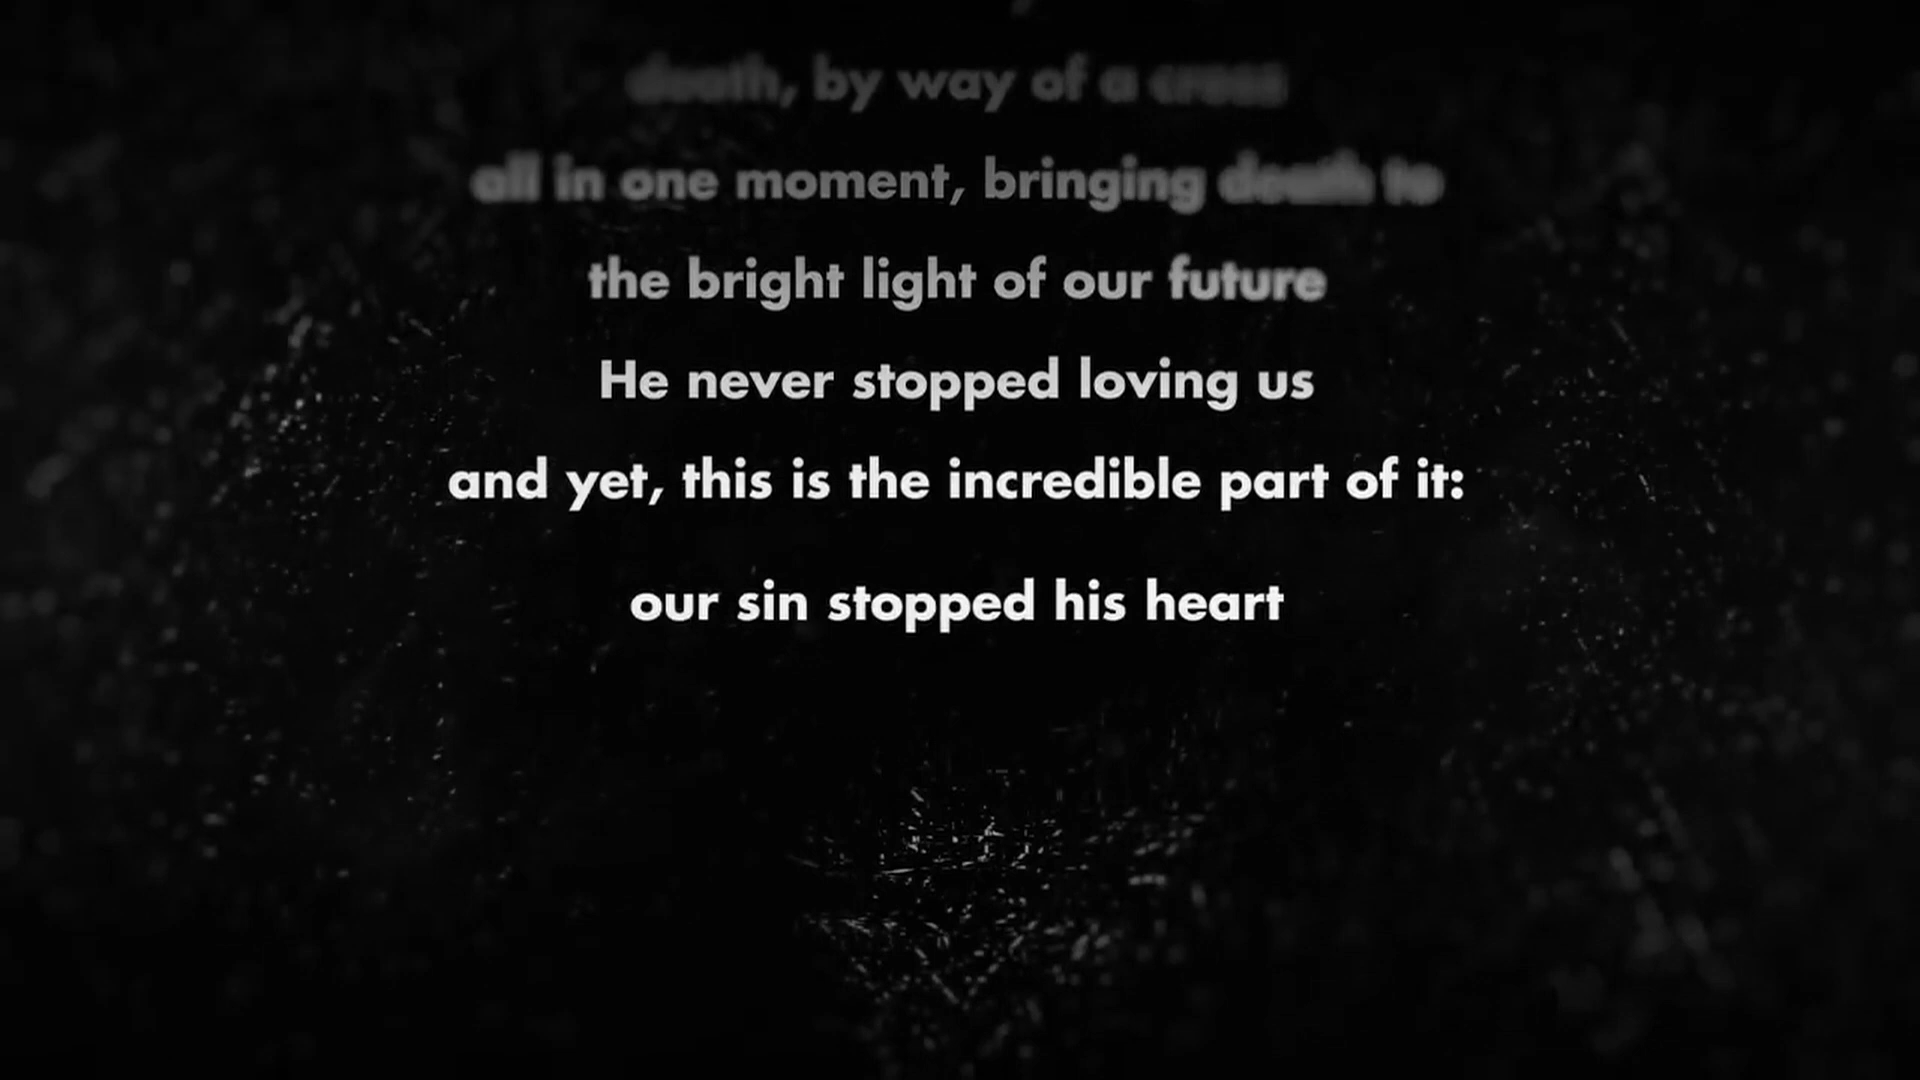 death, by way of a cross
all in one moment, bringing death to
the bright light of our future
He never stopped loving us
and yet, this is the incredible part of it:
our sin stopped his heart